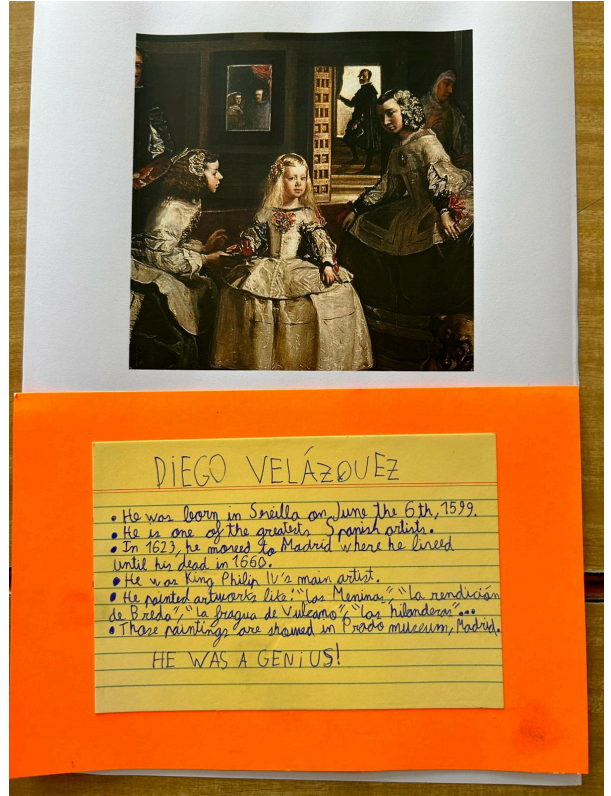 DIEGO VELÁZQUEZ
• He was born in Sevilla on June the 6th, 1599.
• He is one of the greatests Spanish artists.
• In 1623, he moved to Madrid where he lived
until his dead in 1660.
• He was King Philip IV's main artist.
• He painted artworks like: "Las Meninas", "La rendición
de Breda", "la fragua de Vulcano", "Las hilanderas"...
• Those paintings are showed in Prado museum, Madrid.
HE WAS A GENIUS!